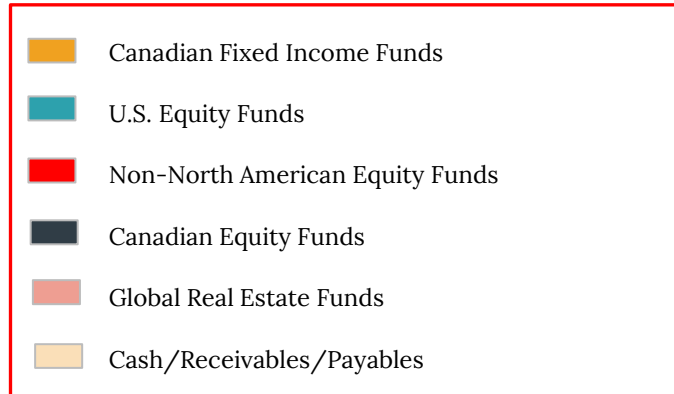 Canadian Fixed Income Funds
U.S. Equity Funds
Non-North American Equity Funds
Canadian Equity Funds
Global Real Estate Funds
Cash/Receivables/Payables